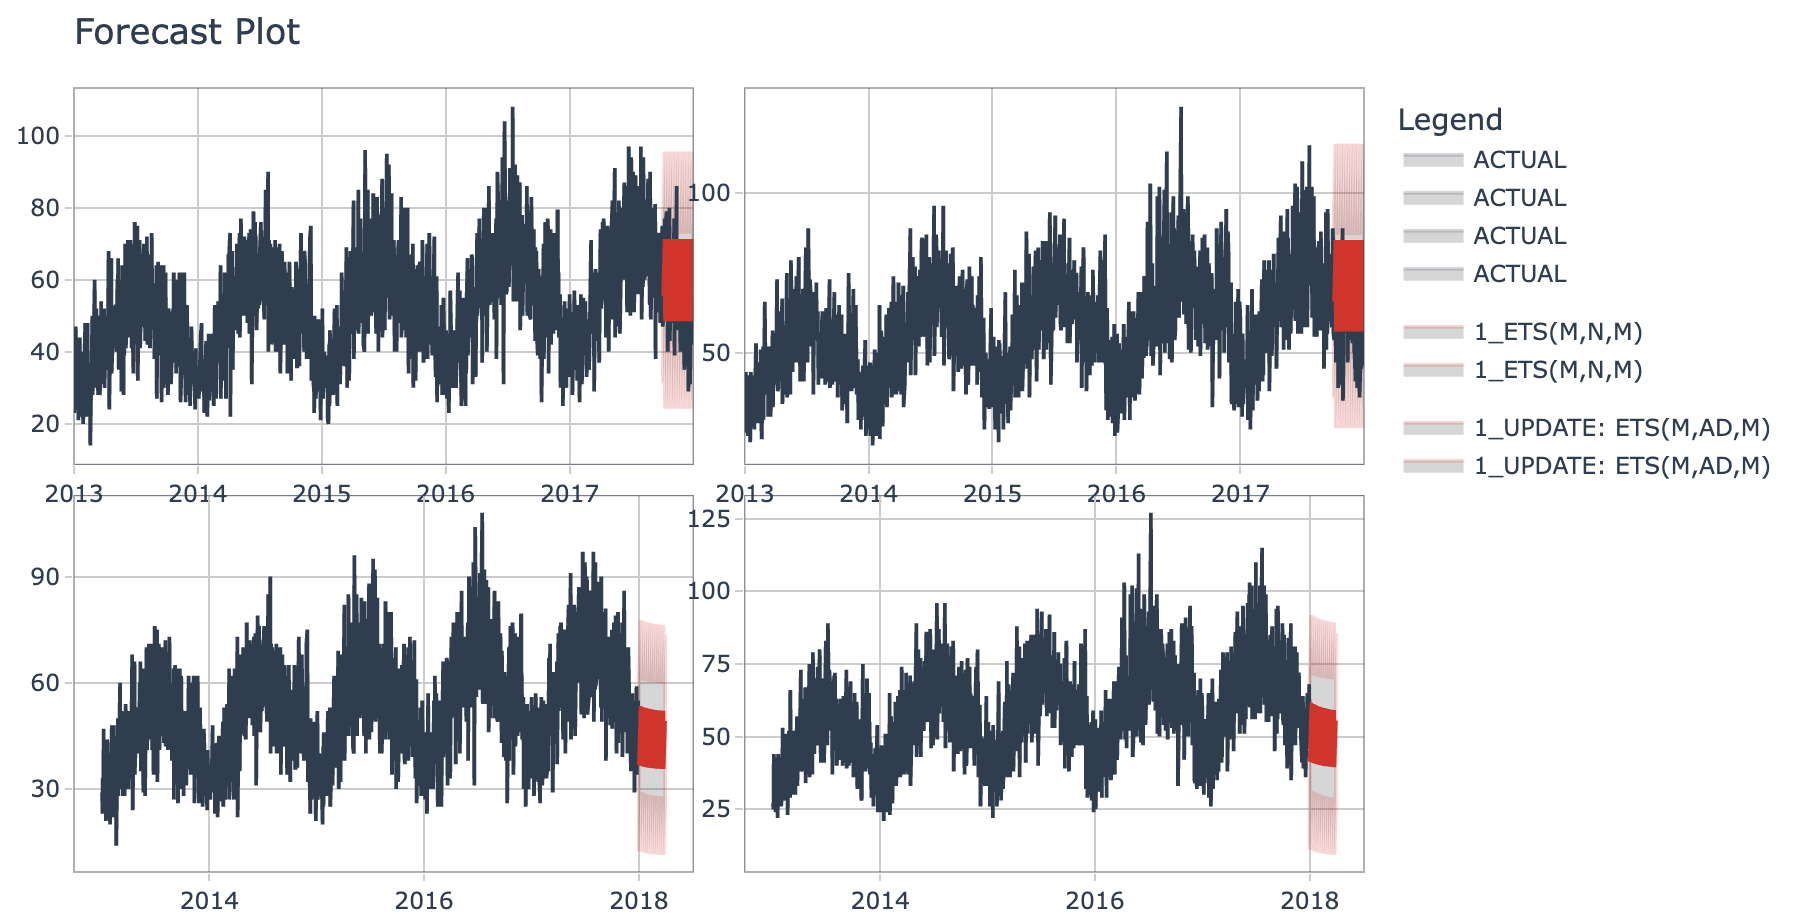 Forecast Plot
100
80
60
40
20
2013 2014 2015 2016 2017
100
50
2013 2014 2015 2016 2017
90
60
30
2014 2016 2018
125
100
75
50
25
2014 2016 2018
Legend
ACTUAL
ACTUAL
ACTUAL
ACTUAL
1_ETS(M,N,M)
1_ETS(M,N,M)
1_UPDATE: ETS(M,AD,M)
1_UPDATE: ETS(M,AD,M)